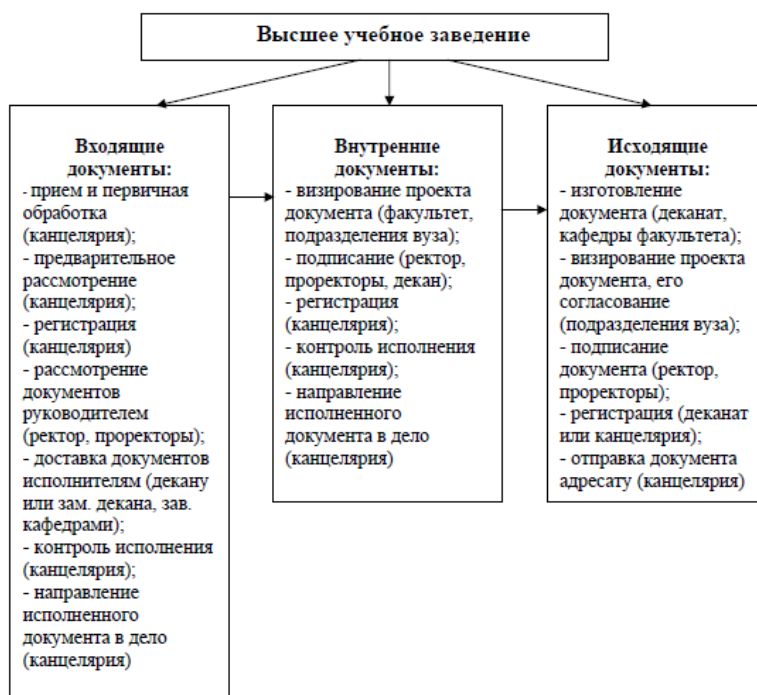 Высшее учебное заведение
Входящие
документы:
- прием и первичная
обработка
(канцелярия);
- предварительное
рассмотрение
(канцелярия);
- регистрация
(канцелярия)
- рассмотрение
документов
руководителем
(ректор, проректоры);
- доставка документов
исполнителям (декану
или зам. декана, зав.
кафедрами);
- контроль исполнения
(канцелярия);
- направление
исполненного
документа в дело
(канцелярия)
Внутренние
документы:
- визирование проекта
документа (факультет,
подразделения вуза);
- подписание (ректор,
проректоры, декан);
- регистрация
(канцелярия);
- контроль исполнения
(канцелярия);
- направление
исполненного
документа в дело
(канцелярия)
Исходящие
документы:
- изготовление
документа (деканат,
кафедры факультета);
- визирование проекта
документа, его
согласование
(подразделения вуза);
- подписание
документа (ректор,
проректоры);
- регистрация (деканат
или канцелярия);
- отправка документа
адресату (канцелярия)